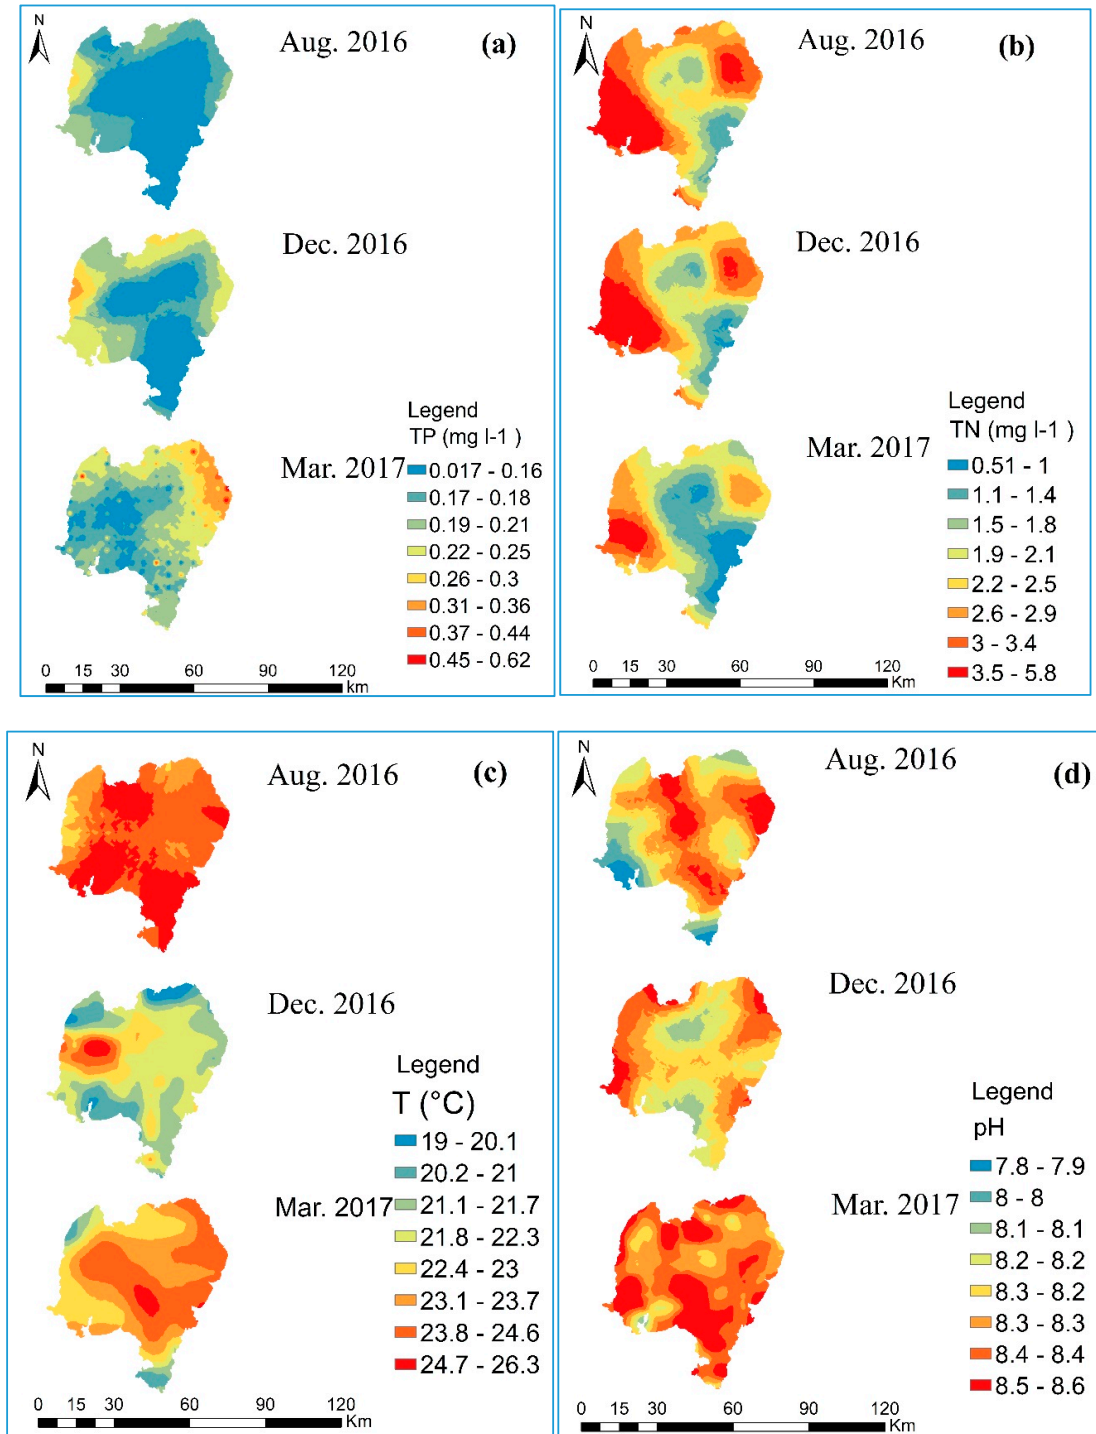 N
Aug. 2016
(a)
Dec. 2016
Mar. 2017
Legend
TP (mg l-1 )
0.017 - 0.16
0.17 - 0.18
0.19 - 0.21
0.22 - 0.25
0.26 - 0.3
0.31 - 0.36
0.37 - 0.44
0.45 - 0.62
0 15 30 60 90 120
km
N
Aug. 2016
(b)
Dec. 2016
Mar. 2017
Legend
TN (mg l-1 )
0.51 - 1
1.1 - 1.4
1.5 - 1.8
1.9 - 2.1
2.2 - 2.5
2.6 - 2.9
3 - 3.4
3.5 - 5.8
0 15 30 60 90 120
Km
N
Aug. 2016
(c)
Dec. 2016
Mar. 2017
Legend
T (°C)
19 - 20.1
20.2 - 21
21.1 - 21.7
21.8 - 22.3
22.4 - 23
23.1 - 23.7
23.8 - 24.6
24.7 - 26.3
0 15 30 60 90 120
Km
N
Aug. 2016
(d)
Dec. 2016
Mar. 2017
Legend
pH
7.8 - 7.9
8 - 8
8.1 - 8.1
8.2 - 8.2
8.3 - 8.2
8.3 - 8.3
8.4 - 8.4
8.5 - 8.6
0 15 30 60 90 120
Km